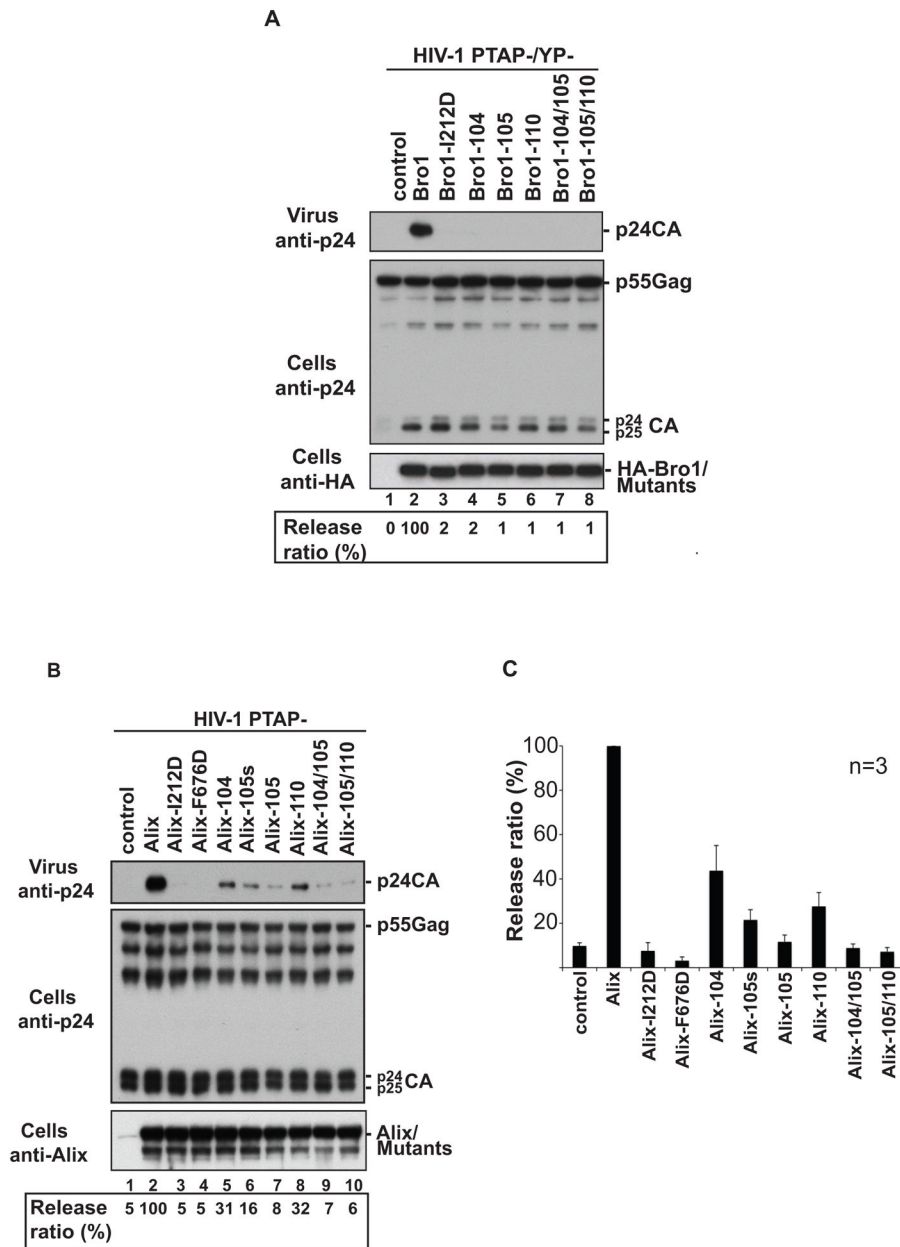 A
HIV-1 PTAP-/YP-
control
Bro1
Bro1-I212D
Bro1-104
Bro1-105
Bro1-110
Bro1-104/105
Bro1-105/110
Virus
anti-p24
p24CA
p55Gag
Cells
anti-p24
p24
p25 CA
Cells
anti-HA
HA-Bro1/
Mutants
1 2 3 4 5 6 7 8
Release
ratio (%)
0 100 2 2 1 1 1 1
B
HIV-1 PTAP-
control
Alix
Alix-I212D
Alix-F676D
Alix-104
Alix-105s
Alix-105
Alix-110
Alix-104/105
Alix-105/110
Virus
anti-p24
p24CA
p55Gag
Cells
anti-p24
p24
p25 CA
Cells
anti-Alix
Alix/
Mutants
1 2 3 4 5 6 7 8 9 10
Release
ratio (%)
5 100 5 5 31 16 8 32 7 6
C
Release ratio (%)
100
80
60
40
20
n=3
control
Alix
Alix-I212D
Alix-F676D
Alix-104
Alix-105s
Alix-105
Alix-110
Alix-104/105
Alix-105/110